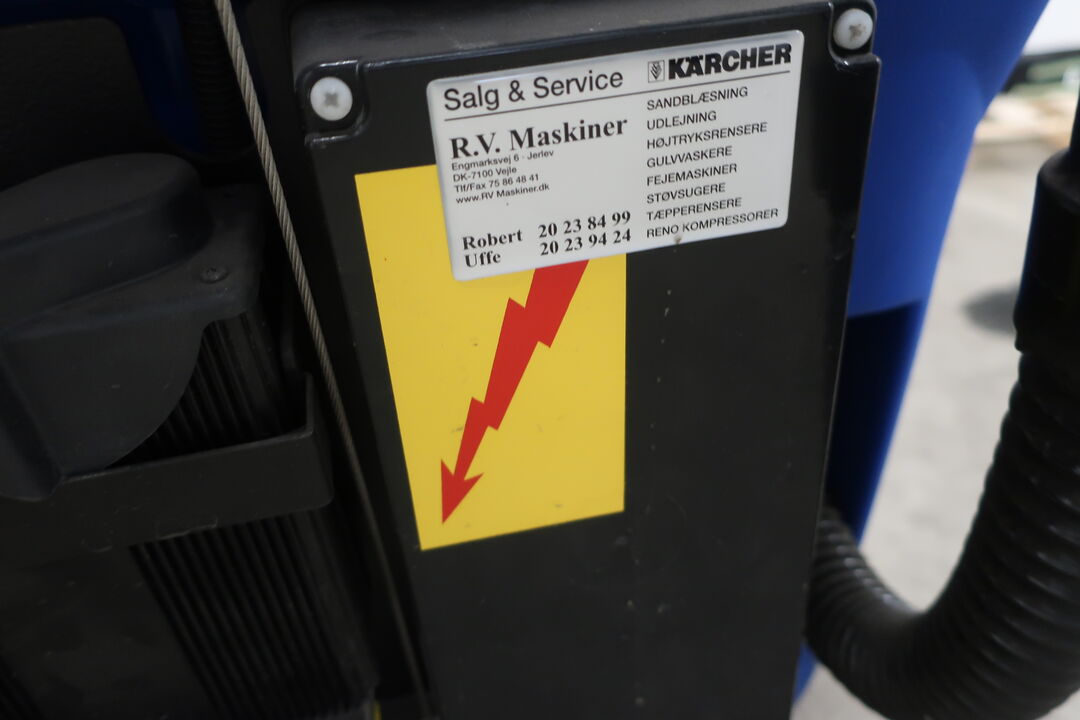 Salg & Service
KÄRCHER
R.V. Maskiner
Engmarksvej 6 - Jerlev
DK-7100 Vejle
Tlf/Fax 75 86 48 41
www.RV Maskiner.dk
Robert 20 23 84 99
Uffe 20 23 94 24
SANDBLÆSNING
UDLEJNING
HØJTRYKSRENSERE
GULVVASKERE
FEJEMASKINER
STØVSUGERE
TÆPPERENSERE
RENO KOMPRESSORER